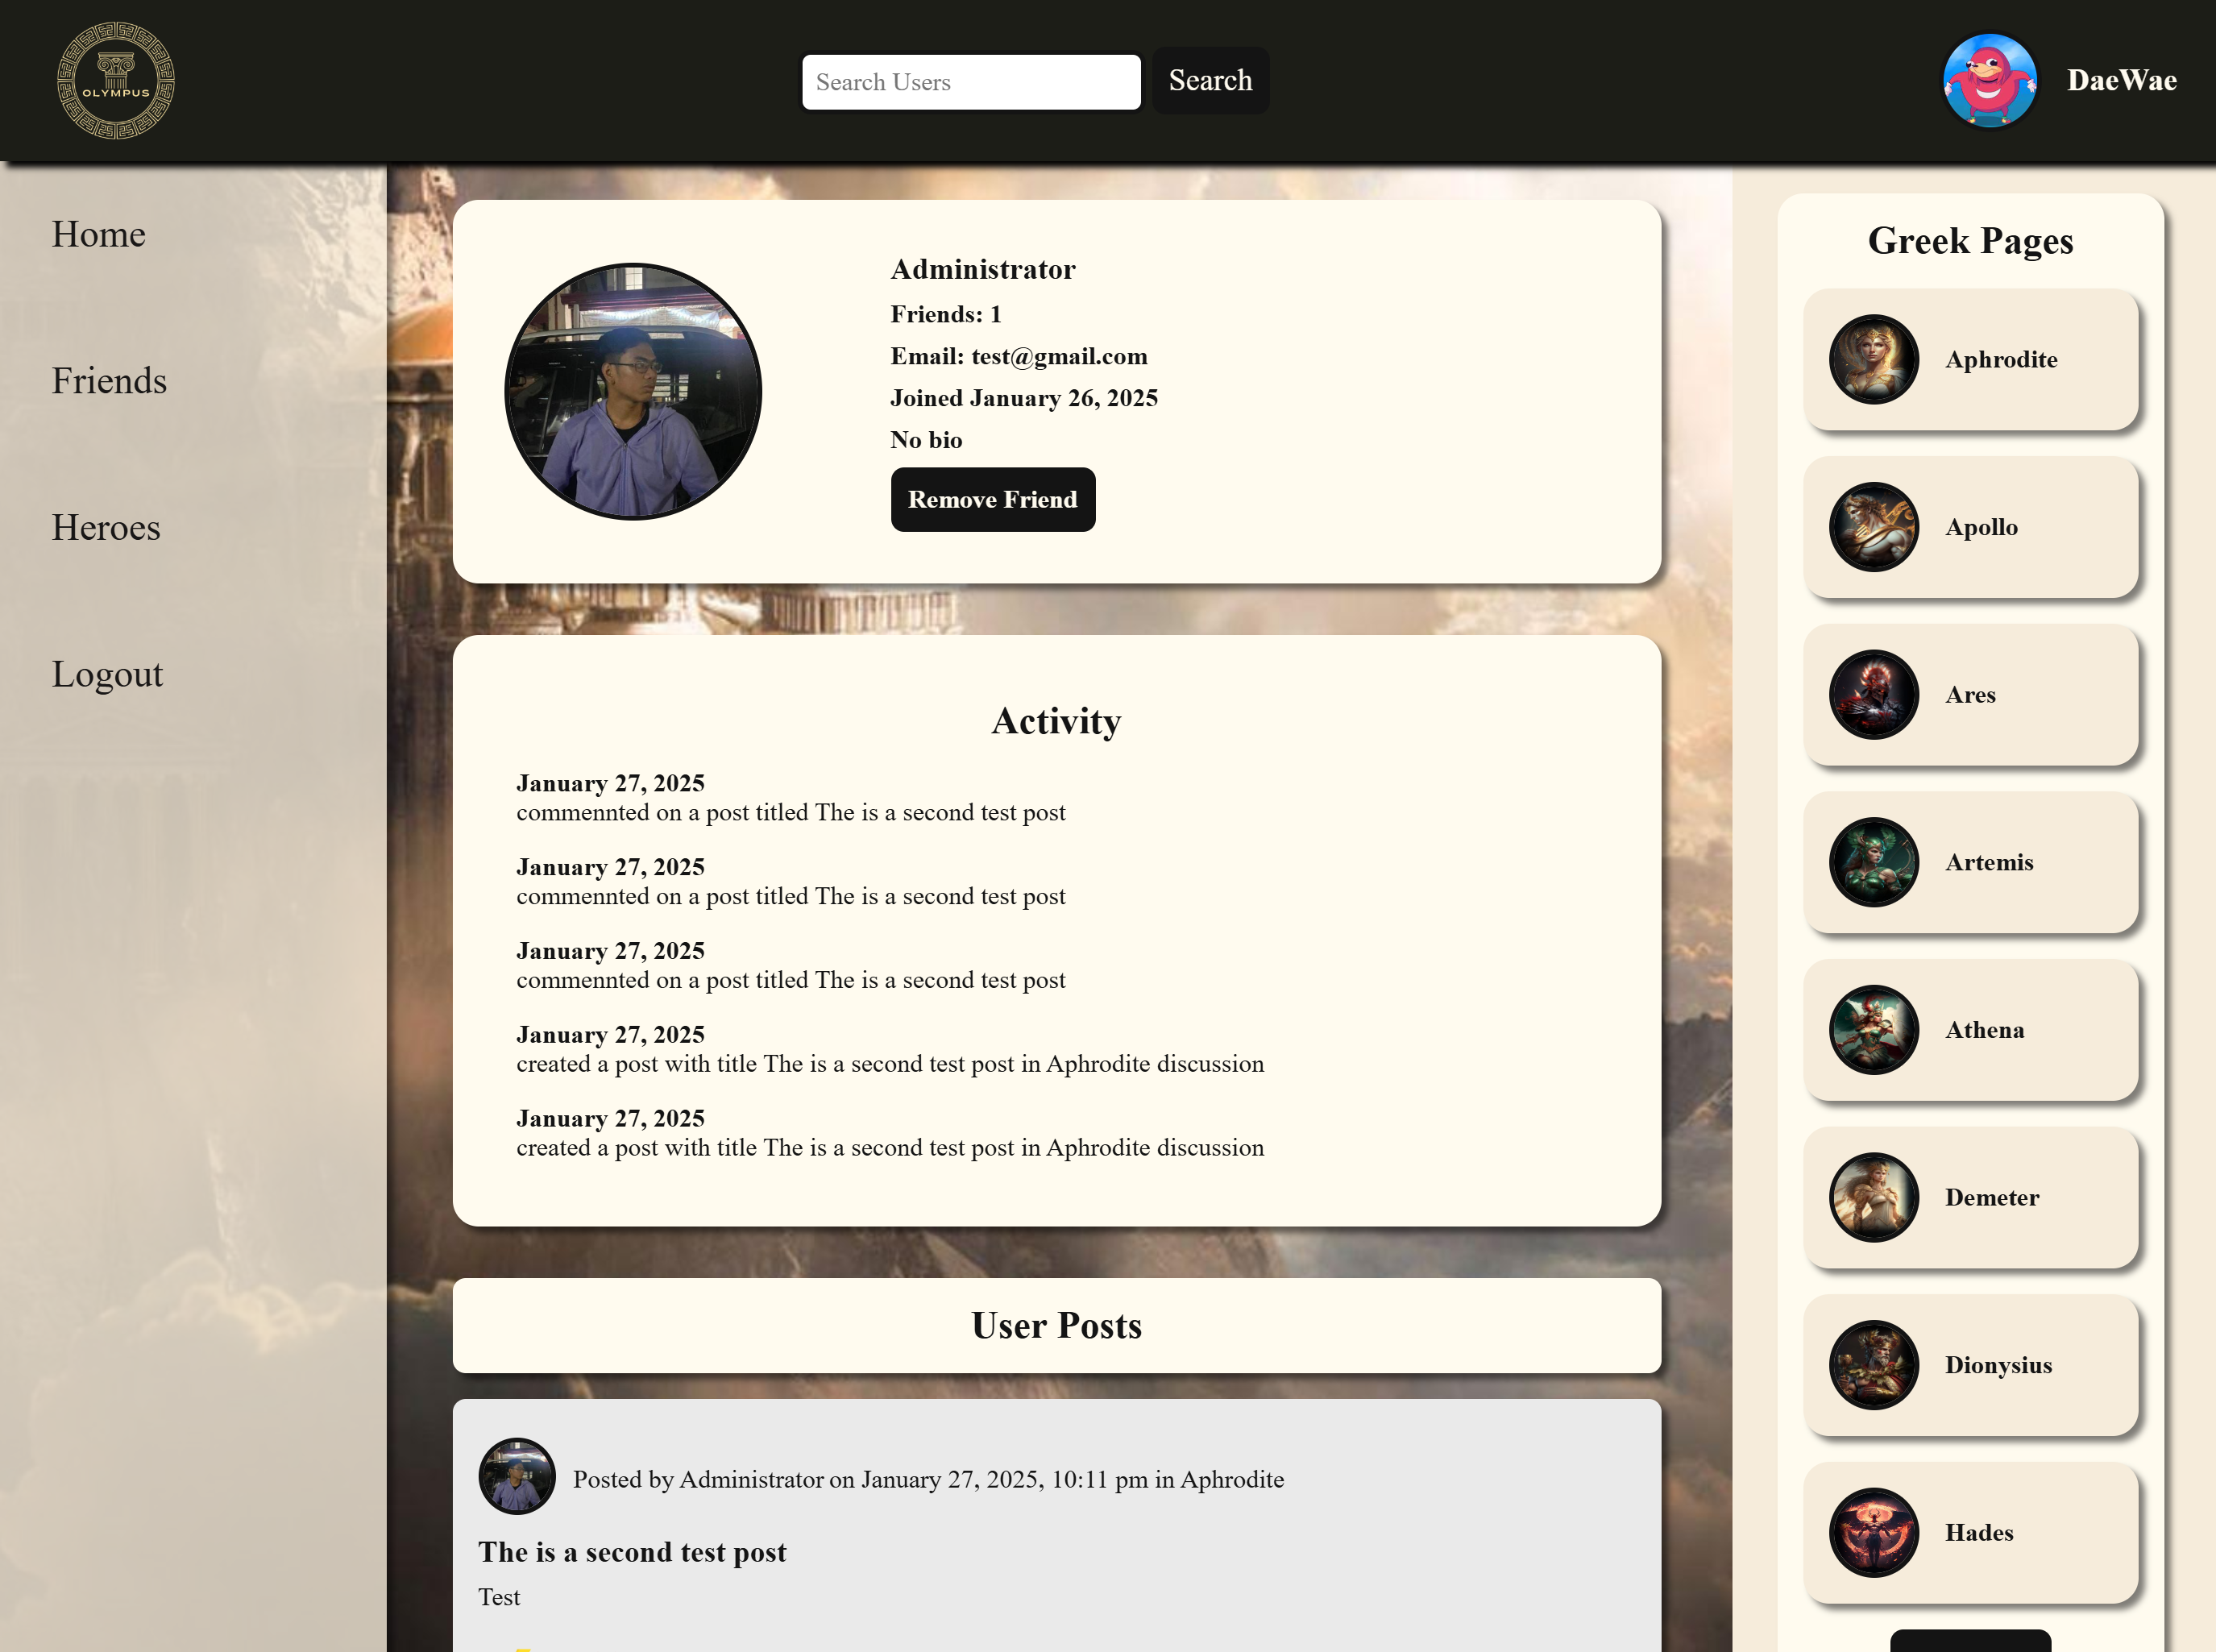 OLYMPUS
Search Users
Search
DaeWae
Home
Friends
Heroes
Logout
Administrator
Friends: 1
Email: test@gmail.com
Joined January 26, 2025
No bio
Remove Friend
Activity
January 27, 2025
commennted on a post titled The is a second test post
January 27, 2025
commennted on a post titled The is a second test post
January 27, 2025
commennted on a post titled The is a second test post
January 27, 2025
created a post with title The is a second test post in Aphrodite discussion
January 27, 2025
created a post with title The is a second test post in Aphrodite discussion
User Posts
Posted by Administrator on January 27, 2025, 10:11 pm in Aphrodite
The is a second test post
Test
Greek Pages
Aphrodite
Apollo
Ares
Artemis
Athena
Demeter
Dionysius
Hades